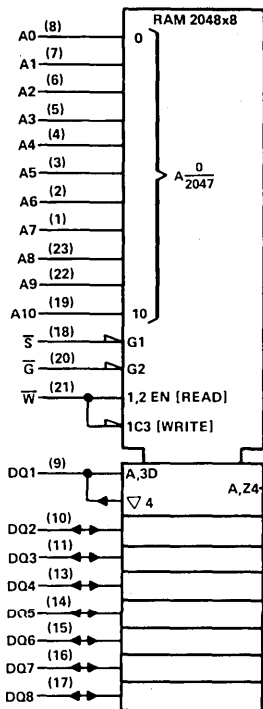 RAM 2048x8
A0 (8) 0
A1 (7)
A2 (6)
A3 (5)
A4 (4)
A5 (3) A 0/2047
A6 (2)
A7 (1)
A8 (23)
A9 (22)
A10 (19) 10
S̅ (18) G1
G̅ (20) G2
W̅ (21) 1,2 EN [READ]
1C3 [WRITE]
DQ1 (9) A,3D
▽ 4 A,Z4
DQ2 (10)
DQ3 (11)
DQ4 (13)
DQ5 (14)
DQ6 (15)
DQ7 (16)
DQ8 (17)